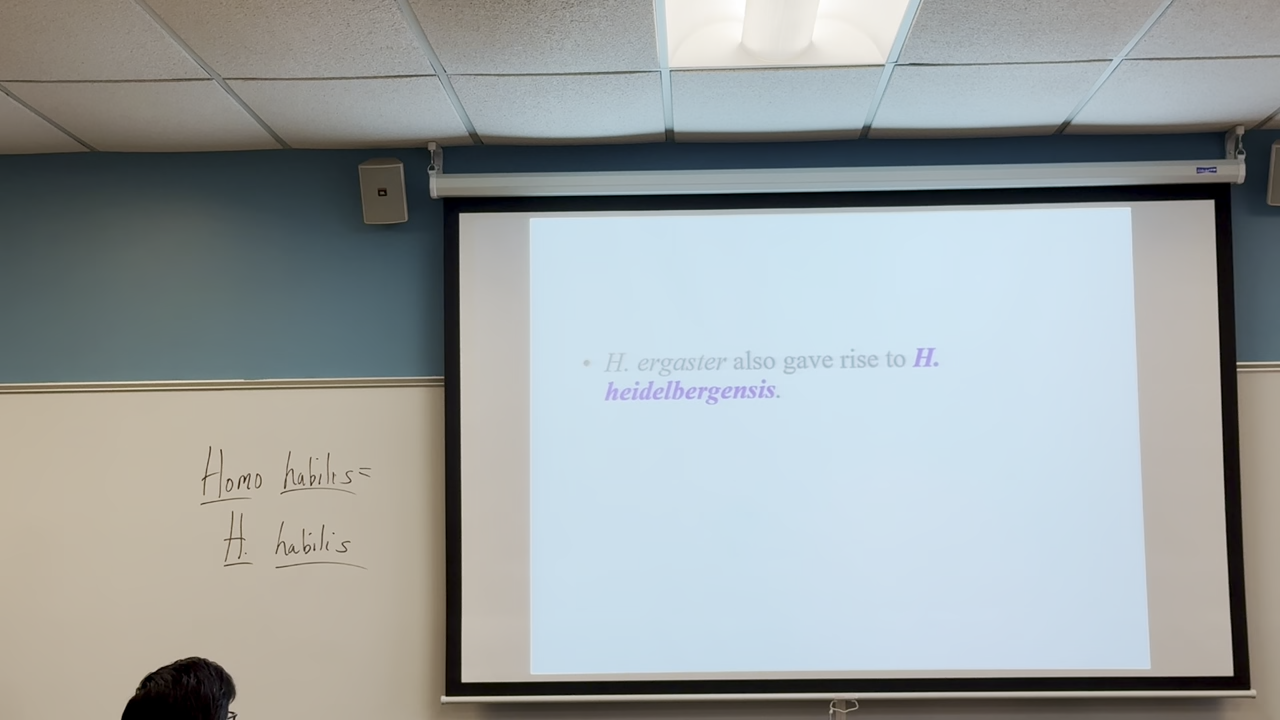 • H. ergaster also gave rise to H.
heidelbergensis.
Homo habilis=
H. habilis